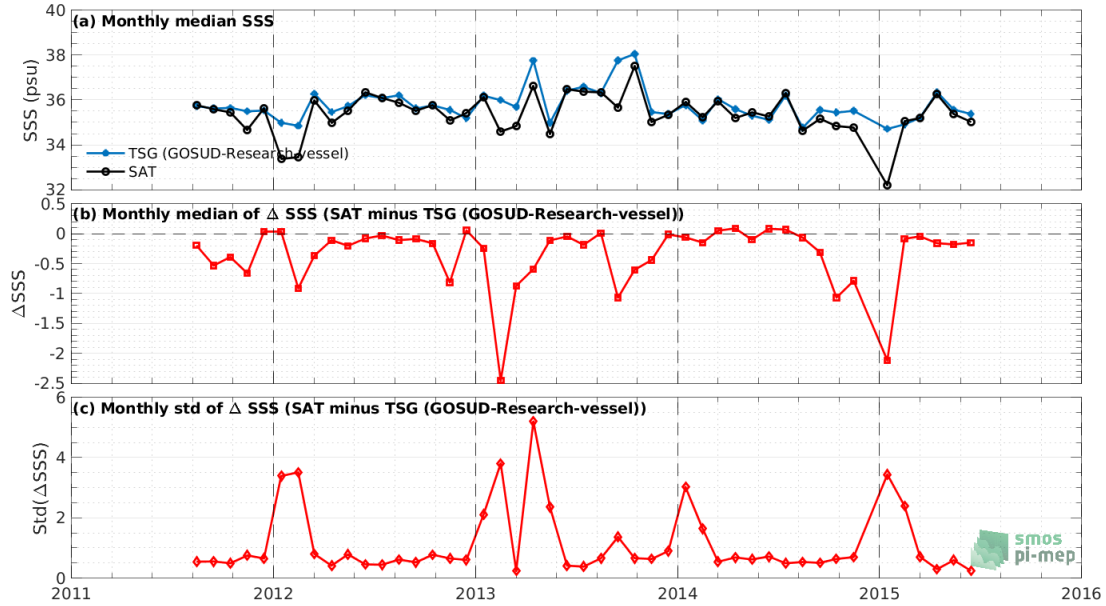 (a) Monthly median SSS
SSS (psu)
40
38
36
34
32
TSG (GOSUD-Research-vessel)
SAT
(b) Monthly median of Δ SSS (SAT minus TSG (GOSUD-Research-vessel))
ΔSSS
0.5
0
-0.5
-1
-1.5
-2
-2.5
(c) Monthly std of Δ SSS (SAT minus TSG (GOSUD-Research-vessel))
Std(ΔSSS)
6
4
2
0
smos
pi-mep
2011 2012 2013 2014 2015 2016